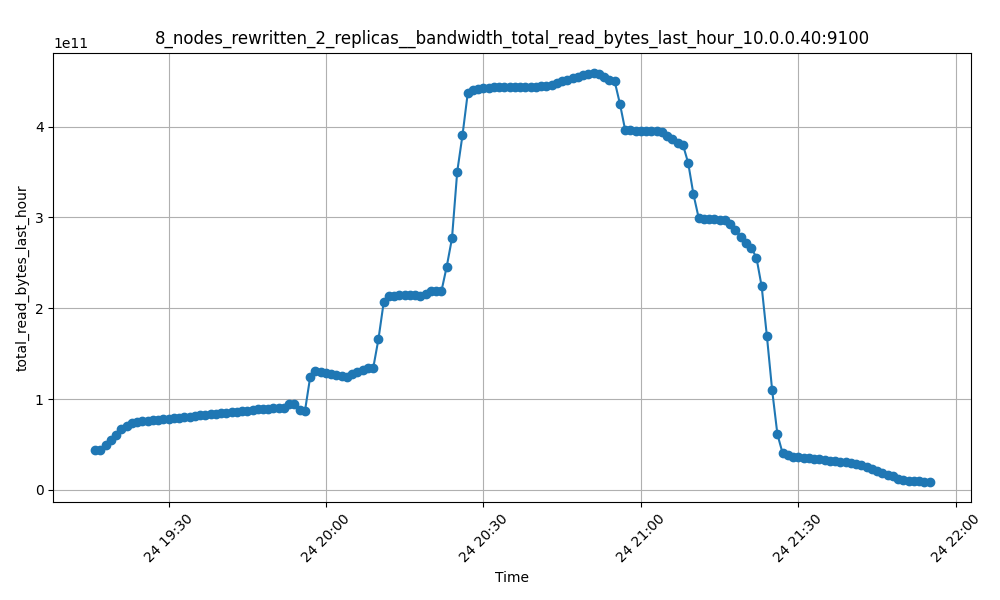 8_nodes_rewritten_2_replicas__bandwidth_total_read_bytes_last_hour_10.0.0.40:9100
1e11
4
3
2
1
0
total_read_bytes_last_hour
24 19:30
24 20:00
24 20:30
24 21:00
24 21:30
24 22:00
Time